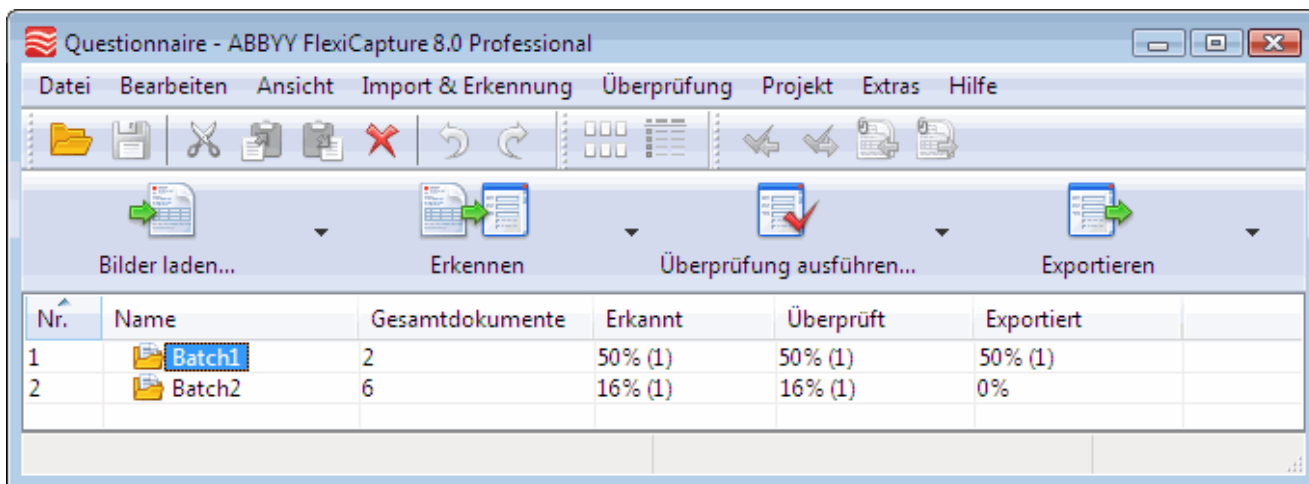 Questionnaire - ABBYY FlexiCapture 8.0 Professional
Datei Bearbeiten Ansicht Import & Erkennung Überprüfung Projekt Extras Hilfe
Bilder laden... Erkennen Überprüfung ausführen... Exportieren
Nr. Name Gesamtdokumente Erkannt Überprüft Exportiert
1 Batch1 2 50% (1) 50% (1) 50% (1)
2 Batch2 6 16% (1) 16% (1) 0%